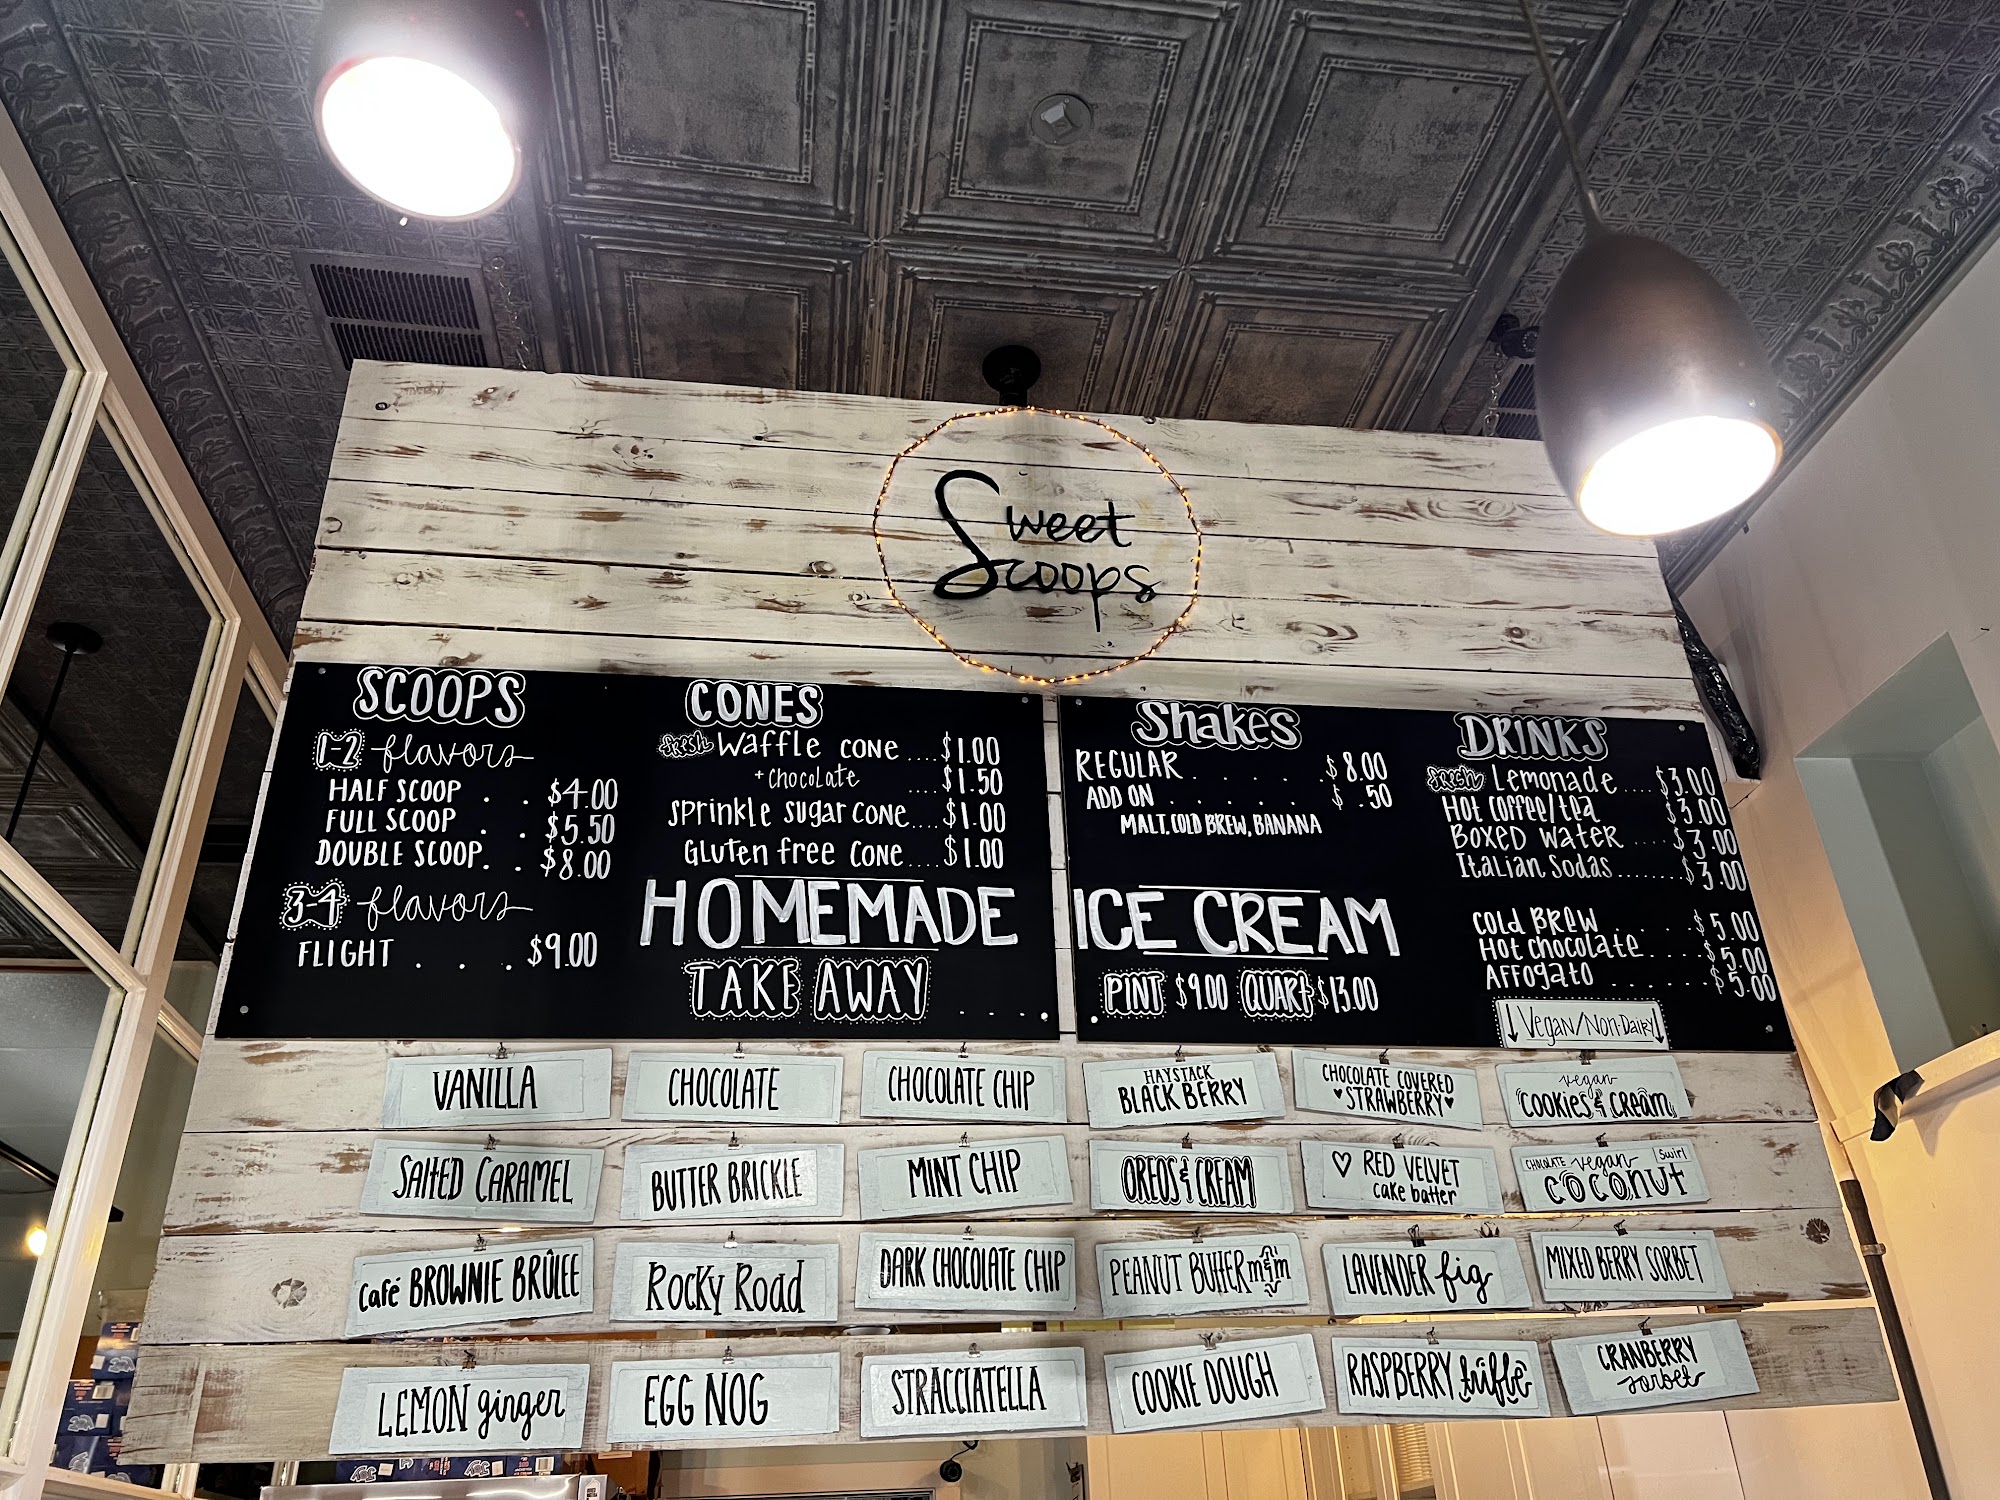 Sweet
Scoops
SCOOPS
1-2 flavors
HALF SCOOP . . $4.00
FULL SCOOP . . $5.50
DOUBLE SCOOP. . $8.00
3-4 flavors
FLIGHT . . . $9.00
CONES
fresh Waffle cone .... $1.00
+ chocolate .... $1.50
Sprinkle sugar cone .... $1.00
Gluten free cone .... $1.00
HOMEMADE ICE CREAM
TAKE AWAY . . . .
PINT $9.00 QUART $13.00
Shakes
REGULAR . . . . . $8.00
ADD ON . . . . . . $ .50
MALT, COLD BREW, BANANA
DRINKS
fresh Lemonade .... $3.00
Hot coffee/tea $3.00
Boxed water .... $3.00
Italian Sodas ....... $3.00
Cold Brew . . . . $5.00
Hot chocolate . . . . $5.00
Affogato . . . . . . . $5.00
↓ Vegan/Non-Dairy ↓
VANILLA
CHOCOLATE
CHOCOLATE CHIP
HAYSTACK
BLACKBERRY
CHOCOLATE COVERED
♥STRAWBERRY♥
vegan
COOKIES & CREAM
SALTED CARAMEL
BUTTER BRICKLE
MINT CHIP
OREOS & CREAM
♡ RED VELVET
cake batter
CHOCOLATE vegan Swirl
coconut
café BROWNIE BRÛLEE
ROCKY ROAD
DARK CHOCOLATE CHIP
PEANUT BUTTER m&m
LAVENDER fig
MIXED BERRY SORBET
LEMON ginger
EGG NOG
STRACCIATELLA
COOKIE DOUGH
RASPBERRY truffle
CRANBERRY
sorbet